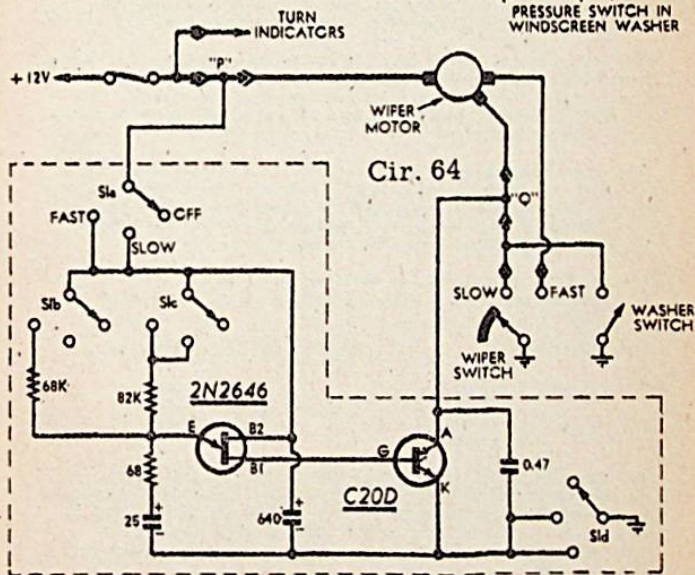 PRESSURE SWITCH IN
WINDSCREEN WASHER
TURN
INDICATORS
+12V
"P"
WIPER
MOTOR
Cir. 64
S1a
OFF
FAST
SLOW
"Q"
S1b
S1c
SLOW
FAST
WASHER
SWITCH
WIPER
SWITCH
68K
82K
2N2646
E
B2
B1
G
A
K
68
25
+
-
640
+
-
C20D
0.47
S1d